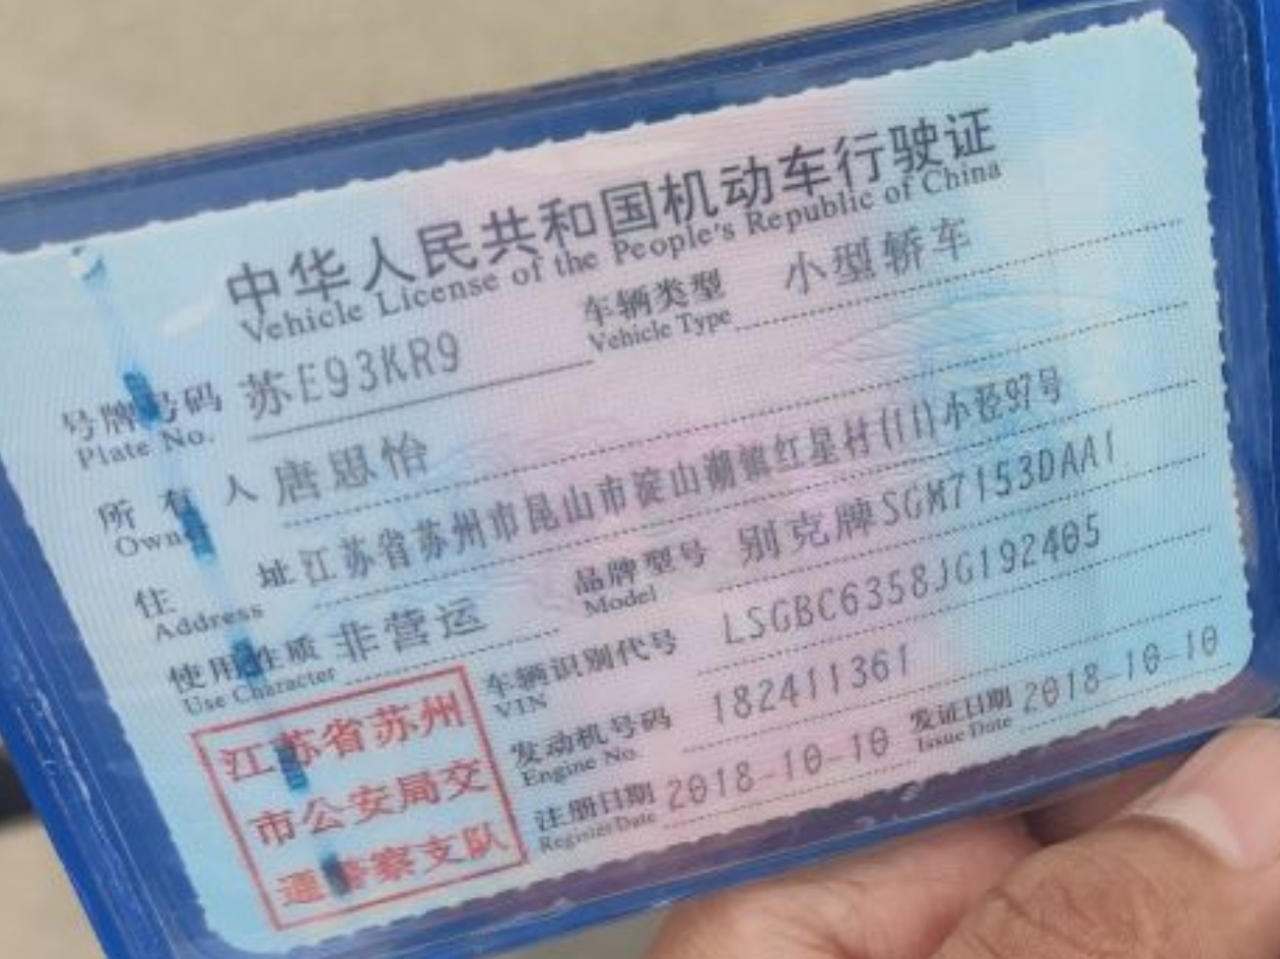 中华人民共和国机动车行驶证
Vehicle License of the People's Republic of China
号牌号码 苏E93KR9 车辆类型 小型轿车
Plate No. Vehicle Type
所有人 唐思怡
Owner
住址 江苏省苏州市昆山市淀山湖镇红星村(11)小泾97号
Address
使用性质 非营运 品牌型号 别克牌SGM7153DAA1
Use Character Model
车辆识别代号 LSGBC6358JG192405
VIN
发动机号码 182411361
Engine No.
注册日期 2018-10-10 发证日期 2018-10-10
Register Date Issue Date
江苏省苏州
市公安局交
通警察支队